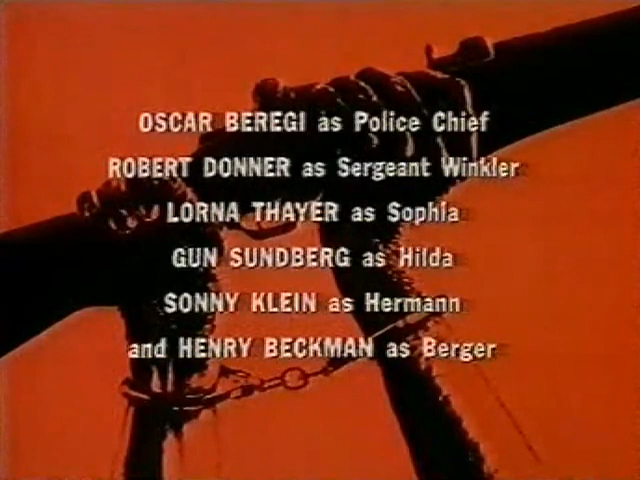 OSCAR BEREGI as Police Chief
ROBERT DONNER as Sergeant Winkler
LORNA THAYER as Sophia
GUN SUNDBERG as Hilda
SONNY KLEIN as Hermann
and HENRY BECKMAN as Berger